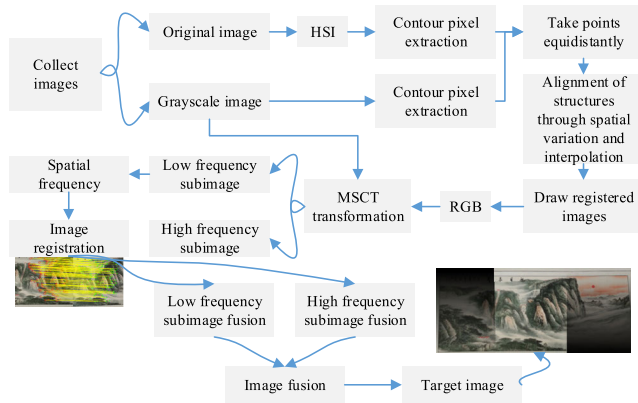 Collect
images
Original image
HSI
Contour pixel
extraction
Take points
equidistantly
Grayscale image
Contour pixel
extraction
Alignment of
structures
through spatial
variation and
interpolation
Spatial
frequency
Low frequency
subimage
MSCT
transformation
RGB
Draw registered
images
Image
registration
High frequency
subimage
Low frequency
subimage fusion
High frequency
subimage fusion
Image fusion
Target image